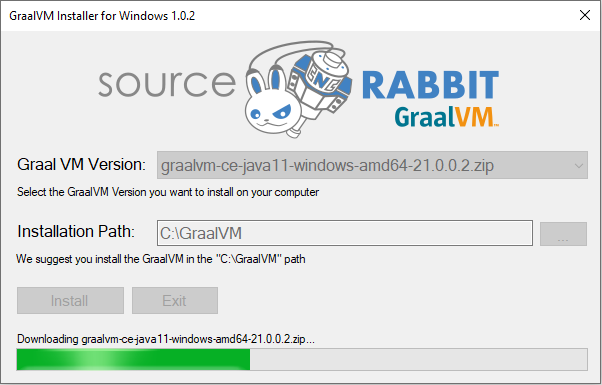 GraalVM Installer for Windows 1.0.2
source CNC RABBIT
GraalVM™
Graal VM Version: graalvm-ce-java11-windows-amd64-21.0.0.2.zip
Select the GraalVM Version you want to install on your computer
Installation Path: C:\GraalVM ...
We suggest you install the GraalVM in the "C:\GraalVM" path
Install Exit
Downloading graalvm-ce-java11-windows-amd64-21.0.0.2.zip...